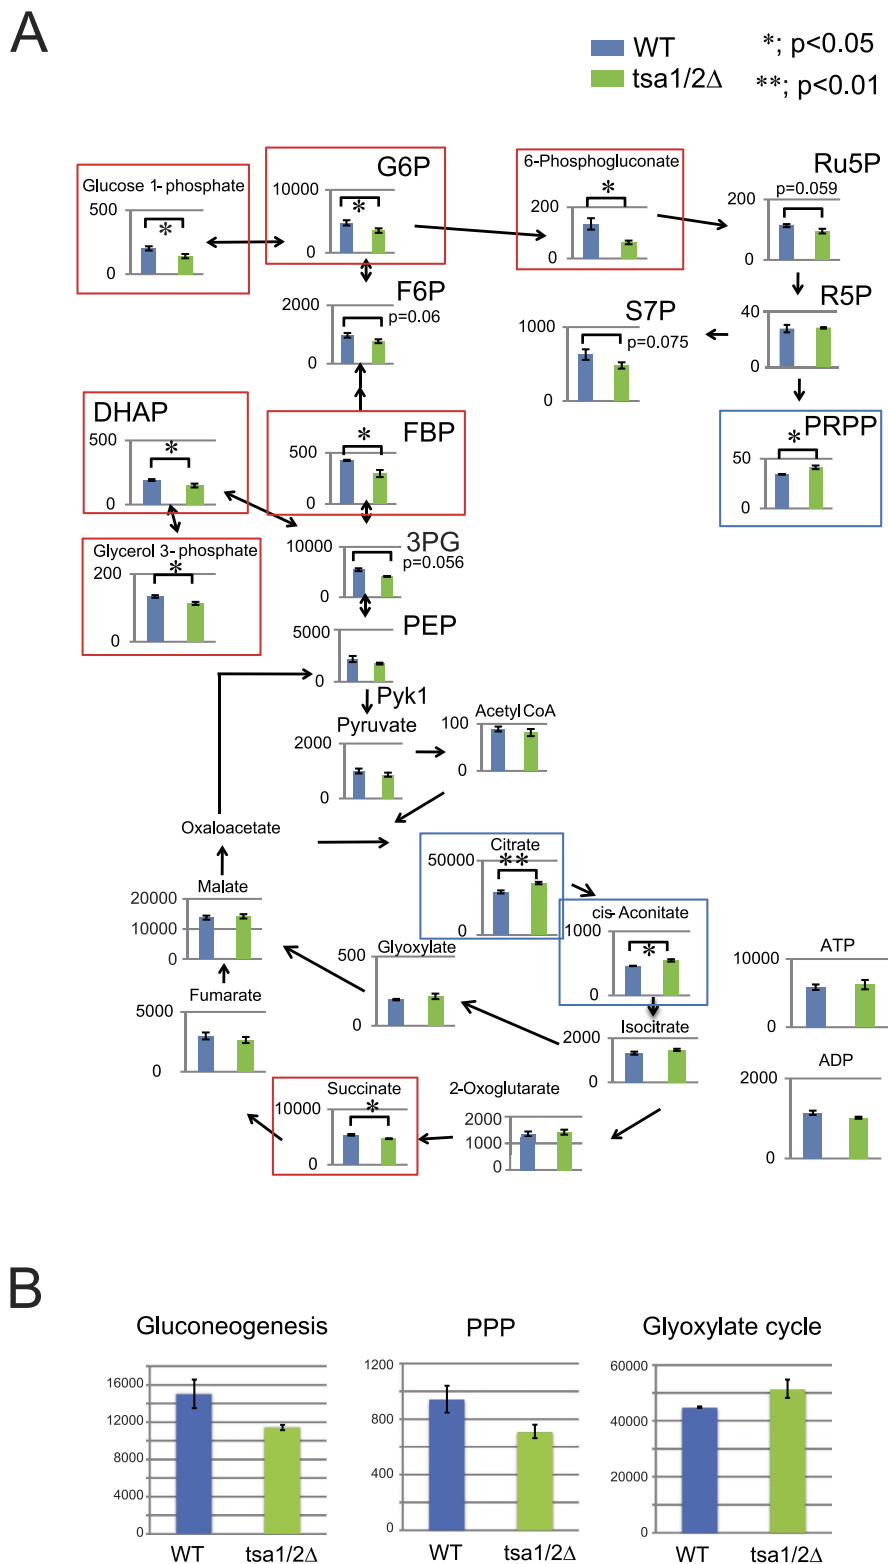 A
WT
*; p<0.05
tsa1/2Δ
**; p<0.01
Glucose 1-phosphate
500
*
0
G6P
10000
*
0
6-Phosphogluconate
*
200
0
Ru5P
p=0.059
200
0
F6P
p=0.06
2000
0
S7P
1000
p=0.075
0
R5P
40
0
DHAP
500
*
0
FBP
*
500
0
PRPP
*
50
0
Glycerol 3-phosphate
200
*
0
3PG
10000
p=0.056
0
PEP
5000
0
Pyk1
Pyruvate
2000
0
Acetyl CoA
100
0
Oxaloacetate
Citrate
50000
**
0
Malate
20000
10000
0
cis-Aconitate
1000
*
0
Glyoxylate
500
0
ATP
10000
0
Fumarate
5000
0
Isocitrate
2000
0
ADP
2000
0
Succinate
10000
*
0
2-Oxoglutarate
2000
1000
0
B
Gluconeogenesis
16000
12000
8000
4000
0
WT
tsa1/2Δ
PPP
1200
800
400
0
WT
tsa1/2Δ
Glyoxylate cycle
60000
40000
20000
0
WT
tsa1/2Δ